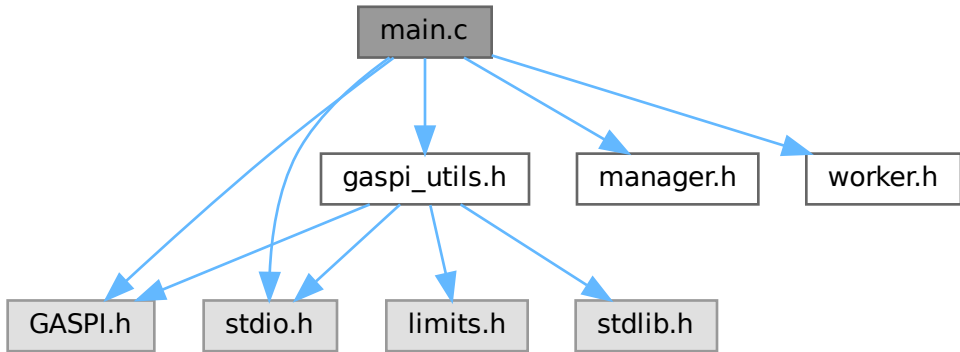 main.c
gaspi_utils.h
manager.h
worker.h
GASPI.h
stdio.h
limits.h
stdlib.h